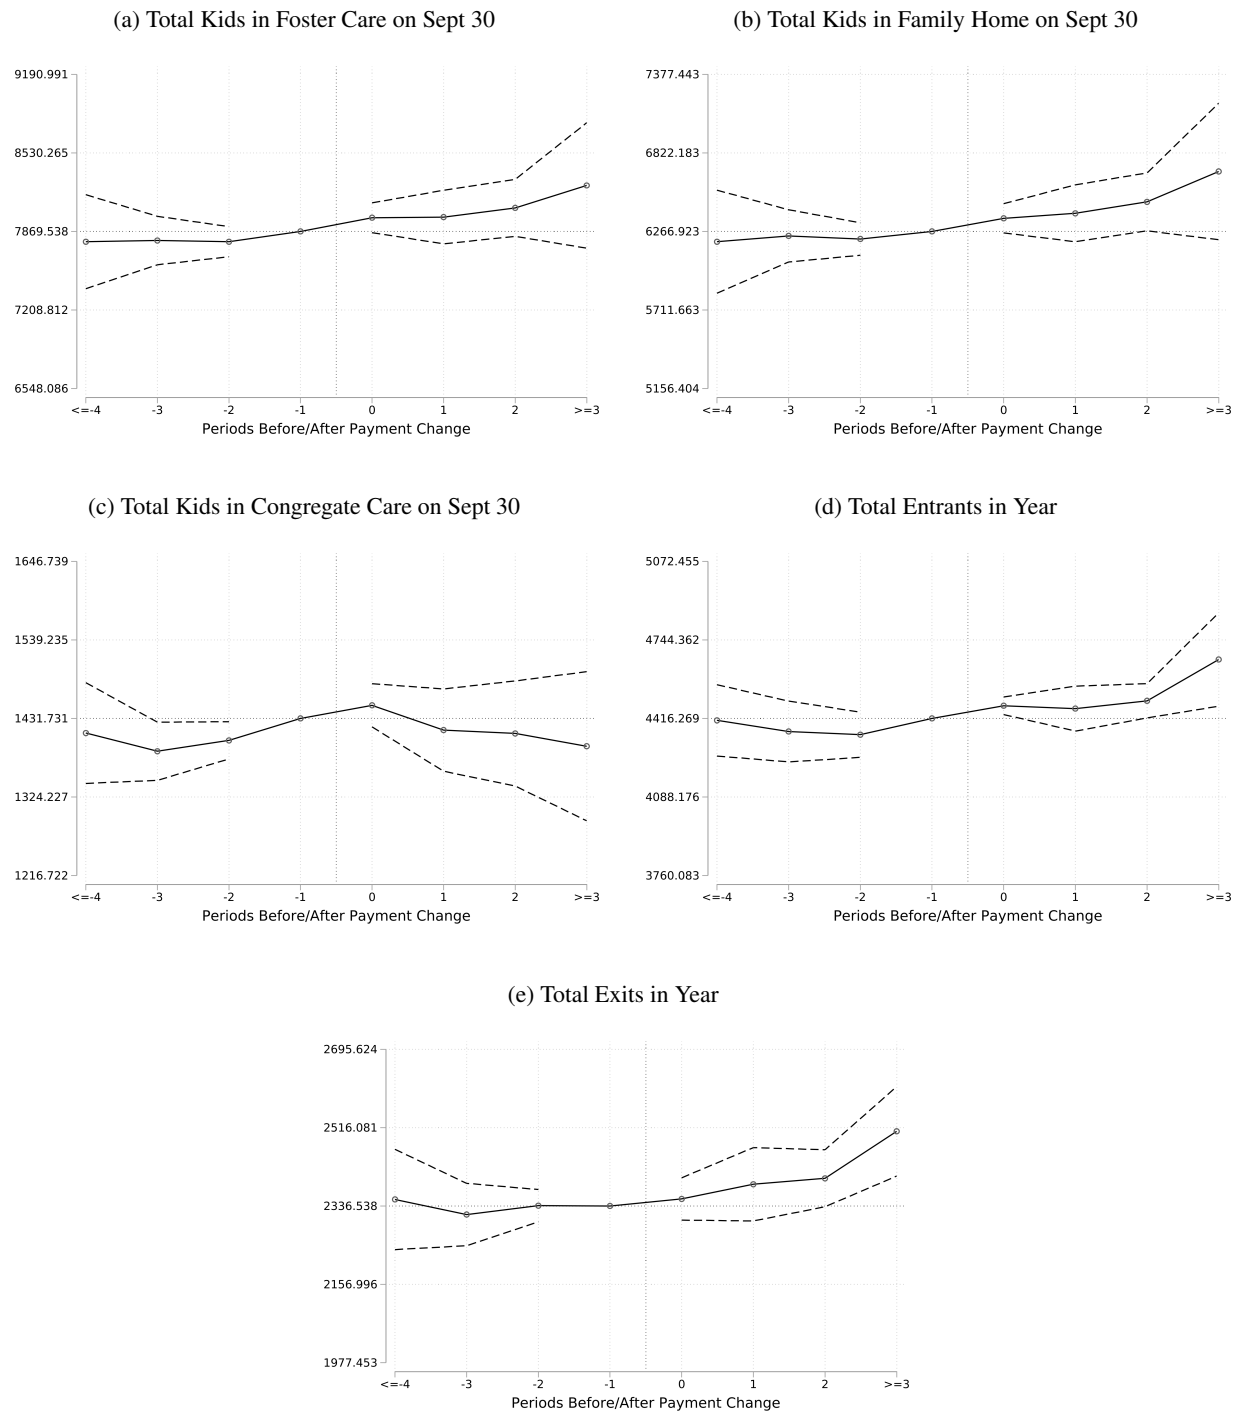 (a) Total Kids in Foster Care on Sept 30
9190.991
8530.265
7869.538
7208.812
6548.086
<=-4 -3 -2 -1 0 1 2 >=3
Periods Before/After Payment Change
(b) Total Kids in Family Home on Sept 30
7377.443
6822.183
6266.923
5711.663
5156.404
<=-4 -3 -2 -1 0 1 2 >=3
Periods Before/After Payment Change
(c) Total Kids in Congregate Care on Sept 30
1646.739
1539.235
1431.731
1324.227
1216.722
<=-4 -3 -2 -1 0 1 2 >=3
Periods Before/After Payment Change
(d) Total Entrants in Year
5072.455
4744.362
4416.269
4088.176
3760.083
<=-4 -3 -2 -1 0 1 2 >=3
Periods Before/After Payment Change
(e) Total Exits in Year
2695.624
2516.081
2336.538
2156.996
1977.453
<=-4 -3 -2 -1 0 1 2 >=3
Periods Before/After Payment Change